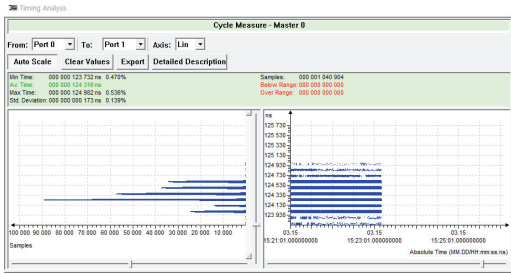 Timing Analysis
Cycle Measure - Master 0
From: Port 0 To: Port 1 Axis: Lin
Auto Scale Clear Values Export Detailed Description
Min Time: 000 000 123 732 ns 0.470% Samples: 000 001 040 904
Av. Time: 000 000 124 316 ns Below Range: 000 000 000 000
Max Time: 000 000 124 982 ns 0.536% Over Range: 000 000 000 000
Std. Deviation: 000 000 000 173 ns 0.139%
ns
125 730
125 530
125 330
125 130
124 930
124 730
124 530
124 330
124 130
123 930
100 000 90 000 80 000 70 000 60 000 50 000 40 000 30 000 20 000 10 000
Samples
03.15 03.15 03.15
15:21:01.000000000 15:23:01.000000000 15:25:01.000000000
Absolute Time (MM.DD/HH:mm:ss.ns)